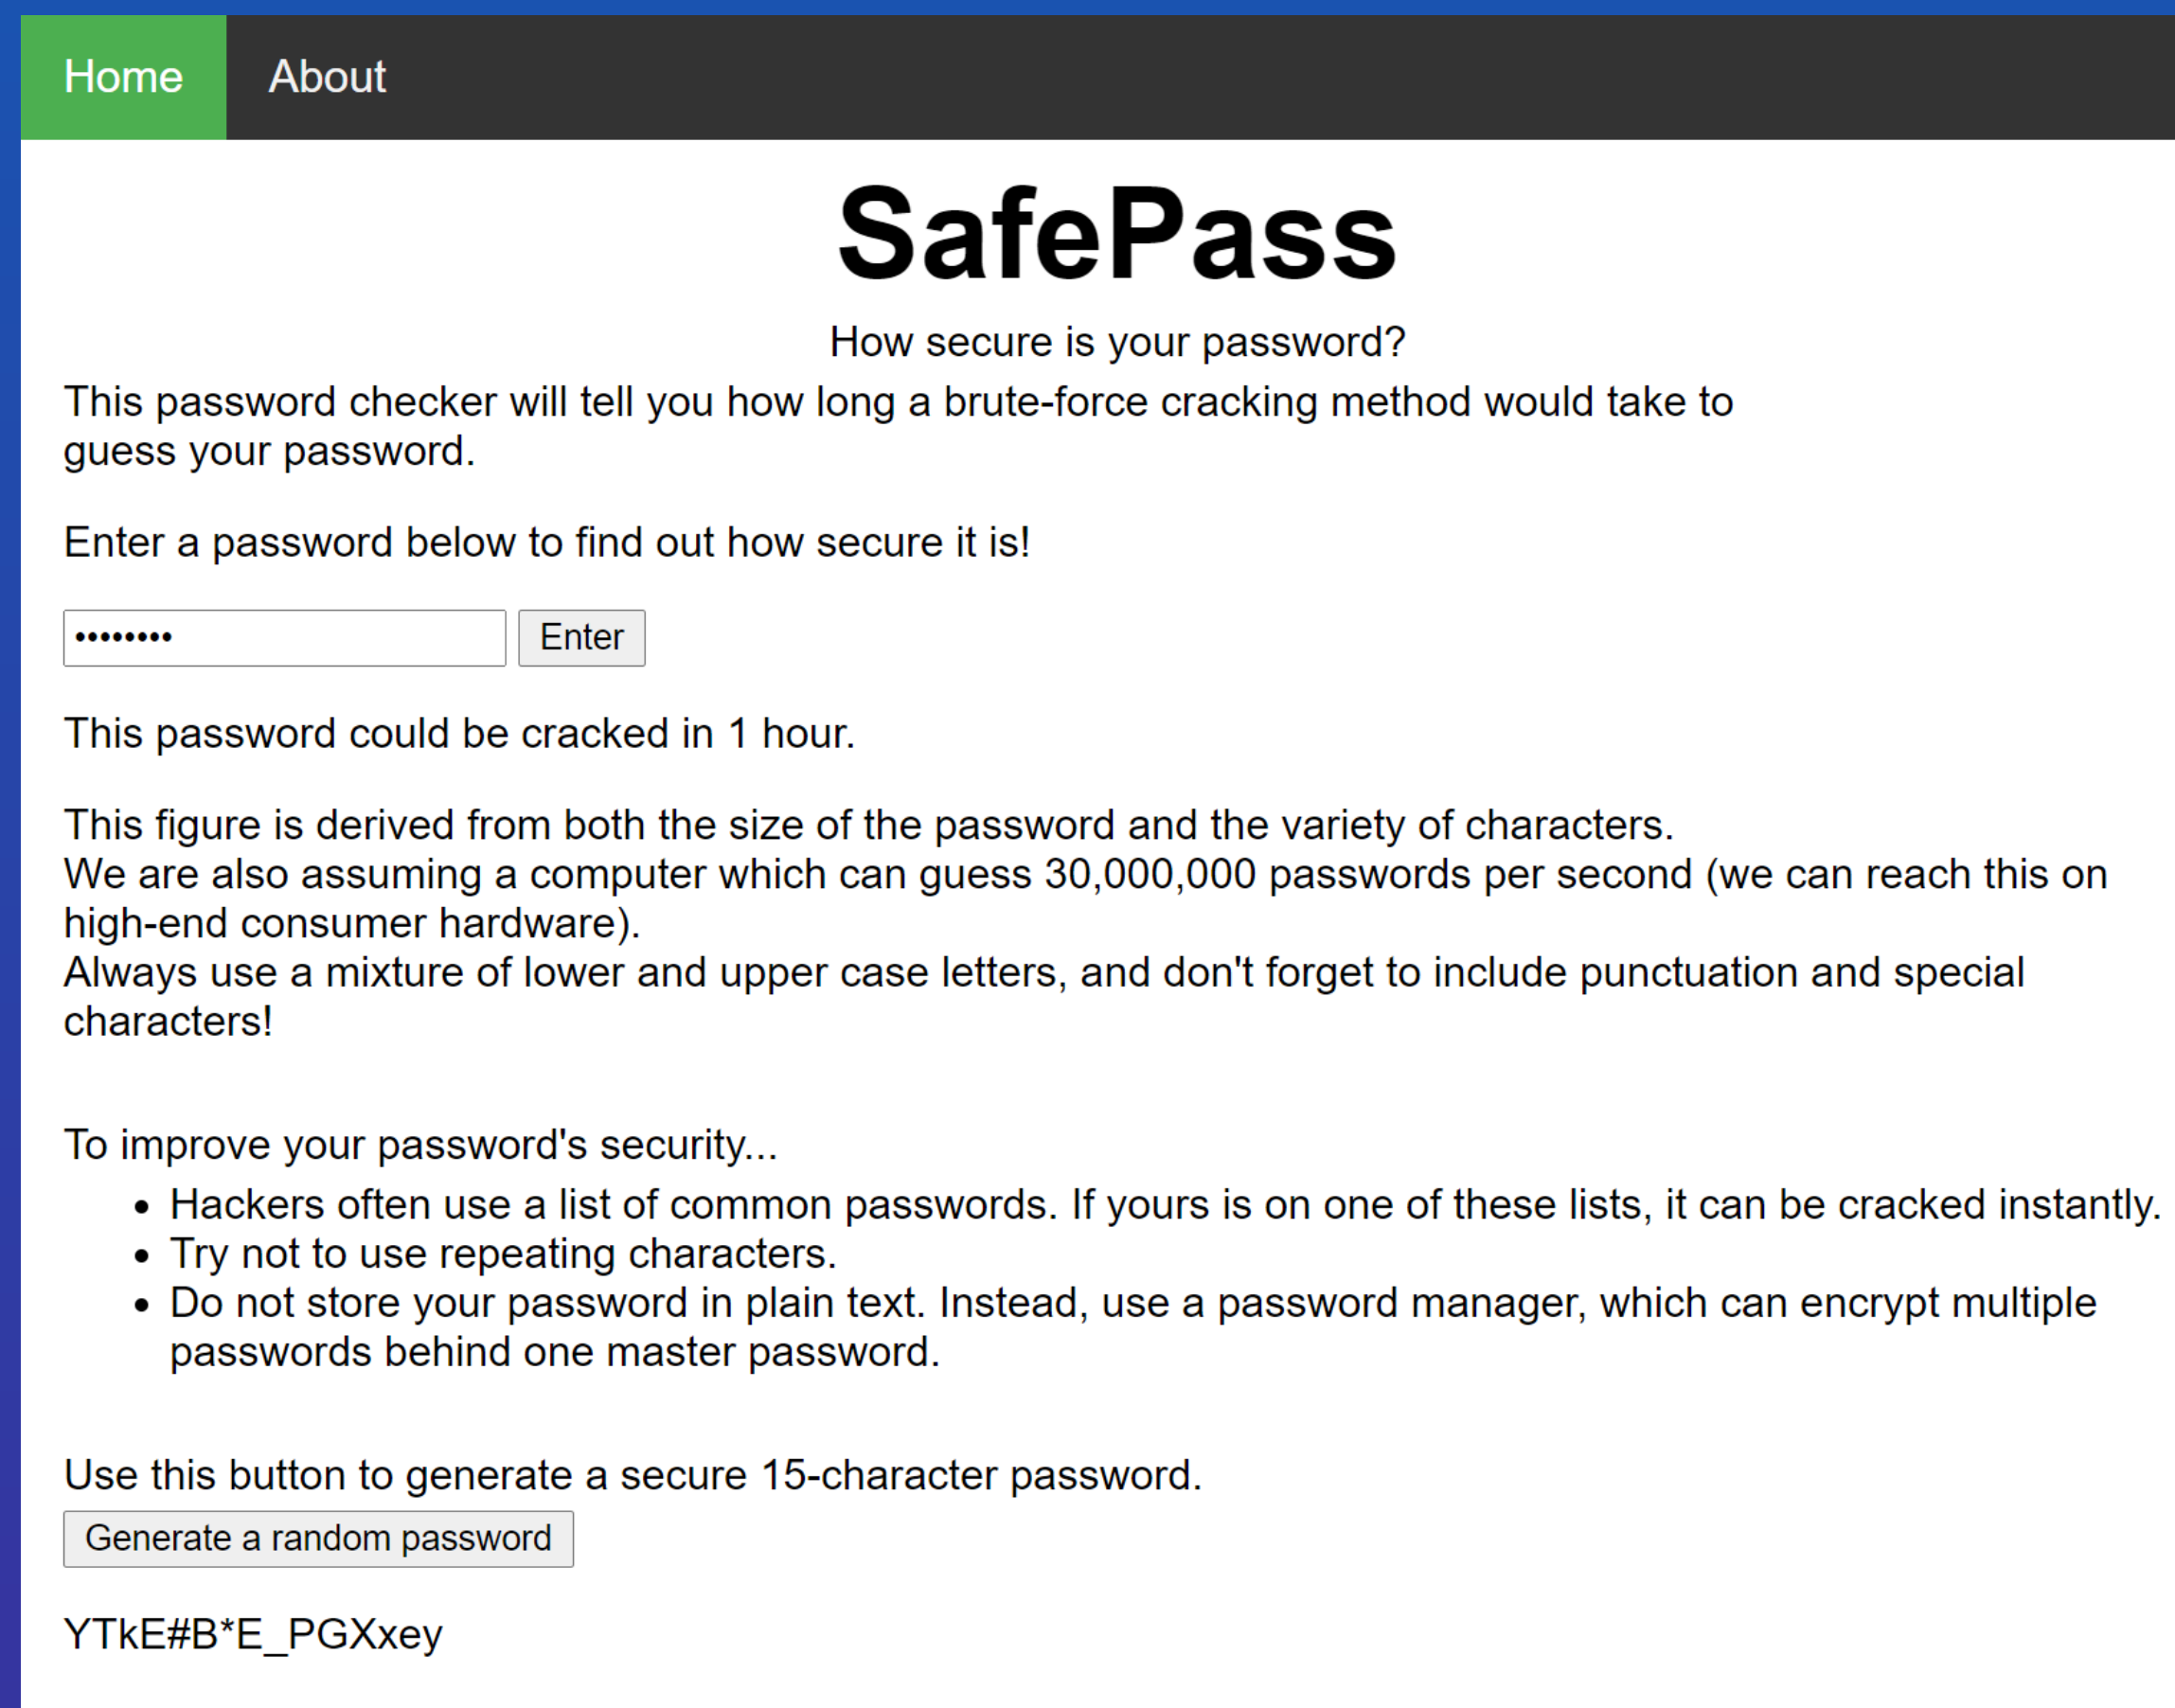 Home About
SafePass
How secure is your password?
This password checker will tell you how long a brute-force cracking method would take to
guess your password.
Enter a password below to find out how secure it is!
•••••••• Enter
This password could be cracked in 1 hour.
This figure is derived from both the size of the password and the variety of characters.
We are also assuming a computer which can guess 30,000,000 passwords per second (we can reach this on
high-end consumer hardware).
Always use a mixture of lower and upper case letters, and don't forget to include punctuation and special
characters!
To improve your password's security...
• Hackers often use a list of common passwords. If yours is on one of these lists, it can be cracked instantly.
• Try not to use repeating characters.
• Do not store your password in plain text. Instead, use a password manager, which can encrypt multiple
passwords behind one master password.
Use this button to generate a secure 15-character password.
Generate a random password
YTkE#B*E_PGXxey